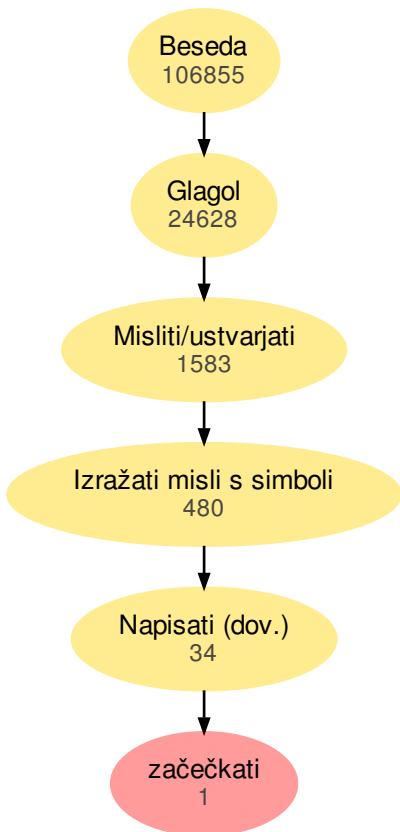 Beseda
106855
Glagol
24628
Misliti/ustvarjati
1583
Izražati misli s simboli
480
Napisati (dov.)
34
začečkati
1